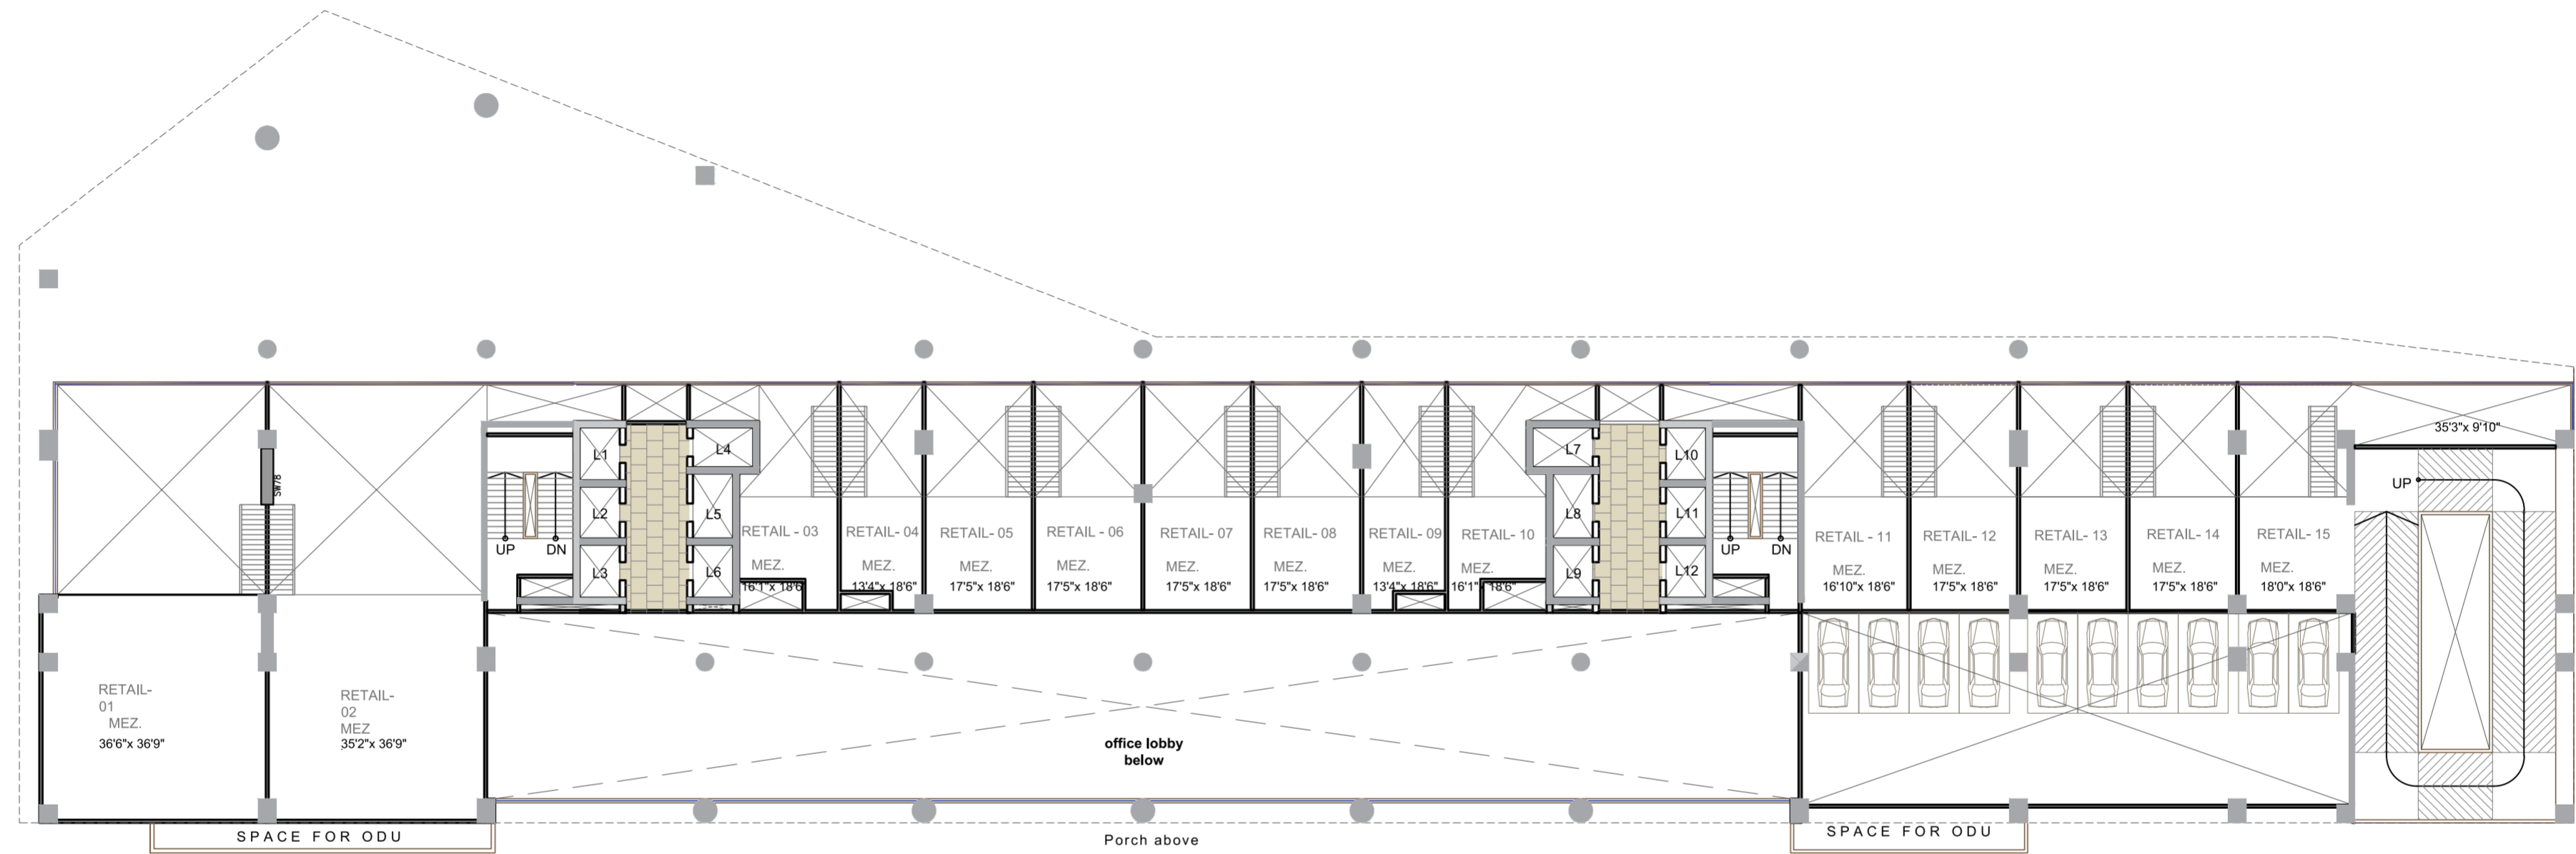 35'3"x 9'10"
L1
L4
L7
L10
SW78
UP
L2
L5
L8
L11
RETAIL - 03
MEZ.
16'1"x 18'6"
RETAIL - 04
MEZ.
13'4"x 18'6"
RETAIL - 05
MEZ.
17'5"x 18'6"
RETAIL - 06
MEZ.
17'5"x 18'6"
RETAIL - 07
MEZ.
17'5"x 18'6"
RETAIL - 08
MEZ.
17'5"x 18'6"
RETAIL - 09
MEZ.
13'4"x 18'6"
RETAIL - 10
MEZ.
16'1" 18'6"
RETAIL - 11
MEZ.
16'10"x 18'6"
RETAIL- 12
MEZ.
17'5"x 18'6"
RETAIL- 13
MEZ.
17'5"x 18'6"
RETAIL- 14
MEZ.
17'5"x 18'6"
RETAIL- 15
MEZ.
18'0"x 18'6"
UP DN
UP DN
L3
L6
L9
L12
RETAIL-
01
MEZ.
36'6"x 36'9"
RETAIL-
02
MEZ
35'2"x 36'9"
office lobby
below
SPACE FOR ODU
Porch above
SPACE FOR ODU